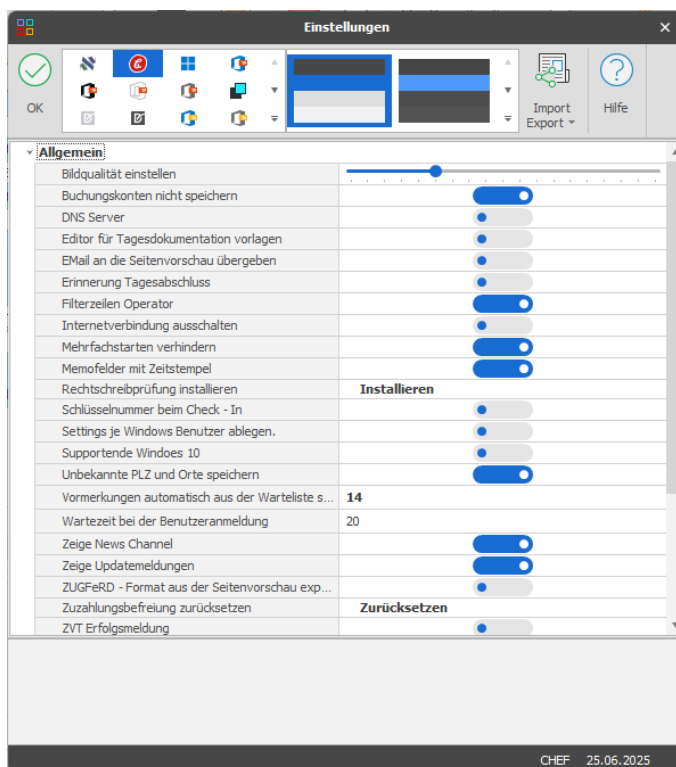 Einstellungen
OK
Import
Export
Hilfe
Allgemein
Bildqualität einstellen
Buchungskonten nicht speichern
DNS Server
Editor für Tagesdokumentation vorlagen
EMail an die Seitenvorschau übergeben
Erinnerung Tagesabschluss
Filterzeilen Operator
Internetverbindung ausschalten
Mehrfachstarten verhindern
Memofelder mit Zeitstempel
Rechtschreibprüfung installieren Installieren
Schlüsselnummer beim Check - In
Settings je Windows Benutzer ablegen.
Supportende Windoes 10
Unbekannte PLZ und Orte speichern
Vormerkungen automatisch aus der Warteliste s... 14
Wartezeit bei der Benutzeranmeldung 20
Zeige News Channel
Zeige Updatemeldungen
ZUGFeRD - Format aus der Seitenvorschau exp...
Zuzahlungsbefreiung zurücksetzen Zurücksetzen
ZVT Erfolgsmeldung
CHEF 25.06.2025